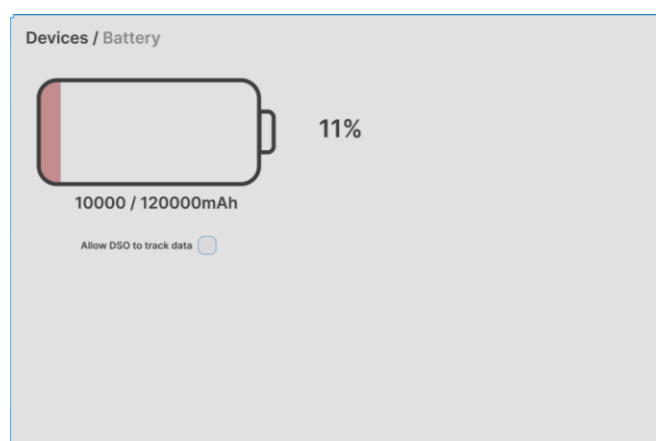 Devices / Battery
11%
10000 / 120000mAh
Allow DSO to track data